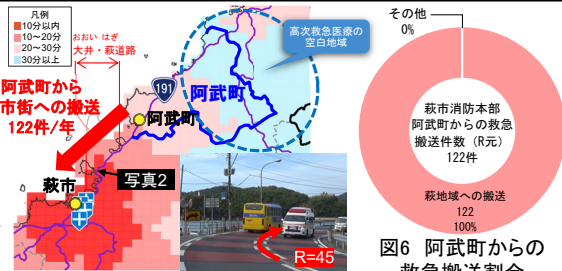 凡例
10分以内
10～20分
20～30分
30分以上
おおい はぎ
大井・萩道路
阿武町から
市街への搬送
122件/年
191
高次救急医療の
空白地域
阿武町
阿武町
萩市
写真2
R=45
その他
0%
萩市消防本部
阿武町からの救急
搬送件数（R元）
122件
萩地域への搬送
122
100%
図6 阿武町からの
救急搬送割合